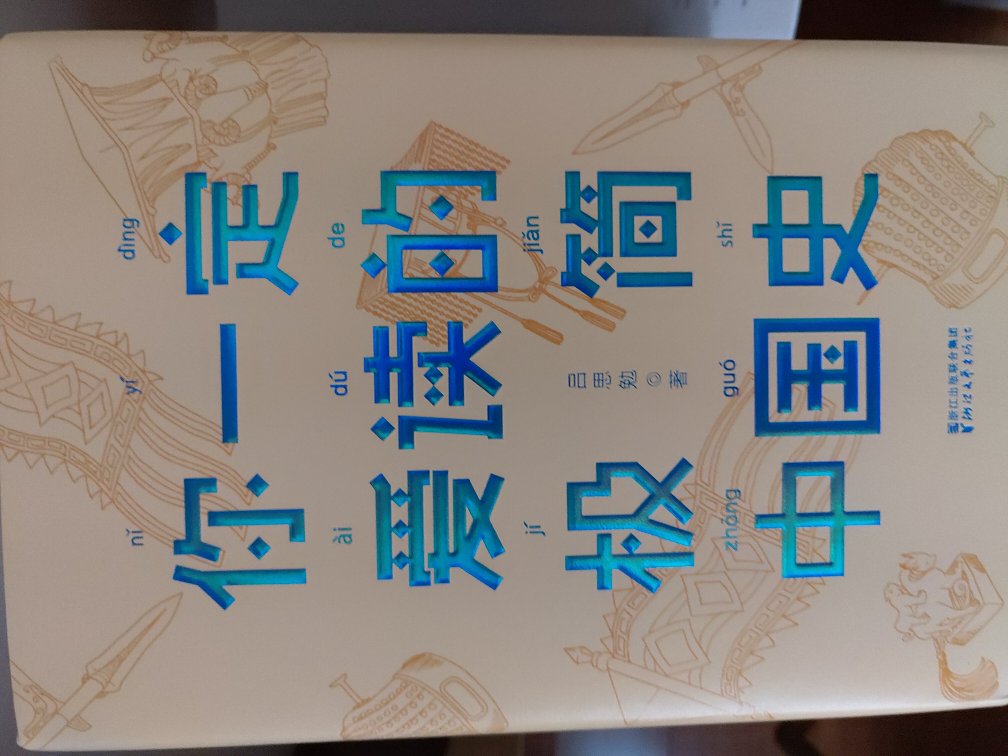 nǐ yí dìng
你一定
ài dú de
爱读的
jí jiǎn
极简
吕思勉◎著
zhōng guó shǐ
中国史
浙江出版联合集团
浙江文艺出版社